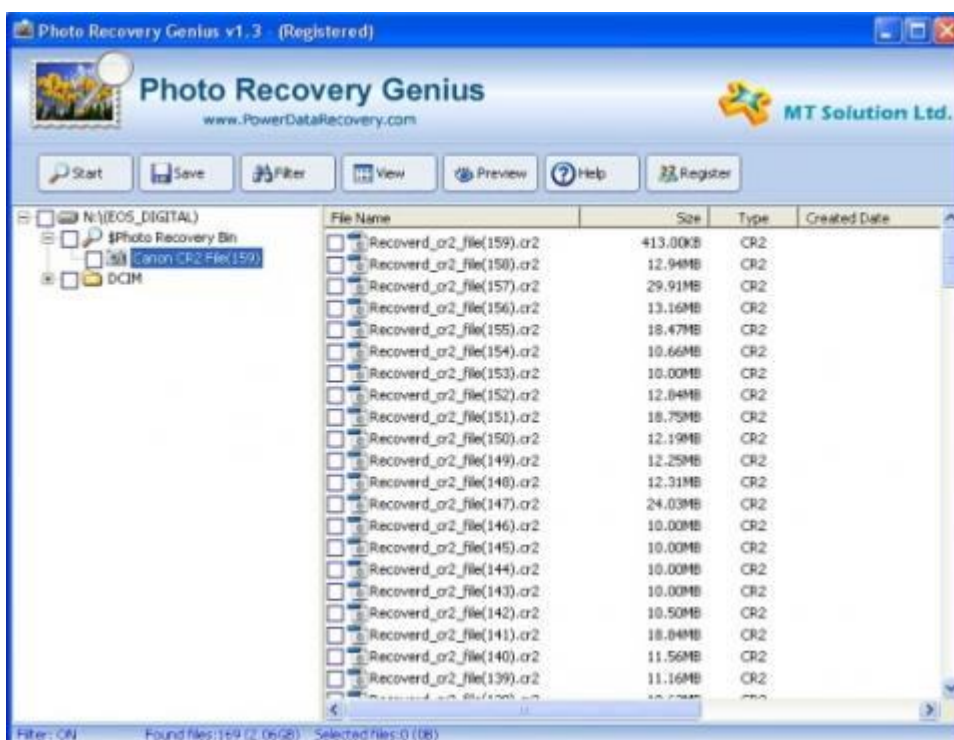 Photo Recovery Genius v1.3 - (Registered)
Photo Recovery Genius
www.PowerDataRecovery.com
MT Solution Ltd.
Start Save Filter View Preview Help Register
N:\(EOS_DIGITAL)
$Photo Recovery Bin
Canon CR2 File(159)
DCIM
File Name Size Type Created Date
Recoverd_cr2_file(159).cr2 413.00KB CR2
Recoverd_cr2_file(158).cr2 12.94MB CR2
Recoverd_cr2_file(157).cr2 29.91MB CR2
Recoverd_cr2_file(156).cr2 13.16MB CR2
Recoverd_cr2_file(155).cr2 18.47MB CR2
Recoverd_cr2_file(154).cr2 10.66MB CR2
Recoverd_cr2_file(153).cr2 10.00MB CR2
Recoverd_cr2_file(152).cr2 12.84MB CR2
Recoverd_cr2_file(151).cr2 18.75MB CR2
Recoverd_cr2_file(150).cr2 12.19MB CR2
Recoverd_cr2_file(149).cr2 12.25MB CR2
Recoverd_cr2_file(148).cr2 12.31MB CR2
Recoverd_cr2_file(147).cr2 24.03MB CR2
Recoverd_cr2_file(146).cr2 10.00MB CR2
Recoverd_cr2_file(145).cr2 10.00MB CR2
Recoverd_cr2_file(144).cr2 10.00MB CR2
Recoverd_cr2_file(143).cr2 10.00MB CR2
Recoverd_cr2_file(142).cr2 10.50MB CR2
Recoverd_cr2_file(141).cr2 18.84MB CR2
Recoverd_cr2_file(140).cr2 11.56MB CR2
Recoverd_cr2_file(139).cr2 11.16MB CR2
Filter: ON Found files:169 (2.06GB) Selected files:0 (0B)